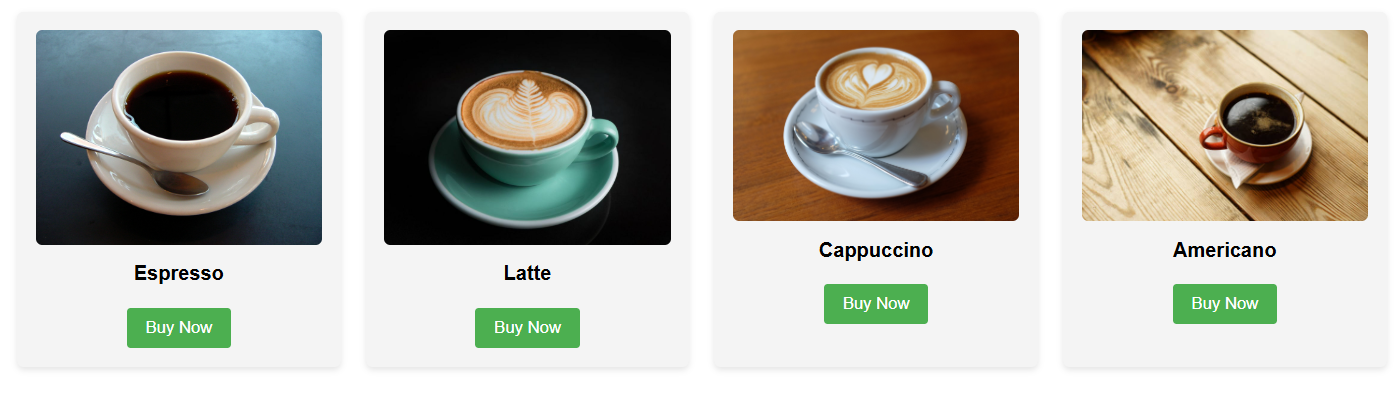 Espresso
Buy Now
Latte
Buy Now
Cappuccino
Buy Now
Americano
Buy Now